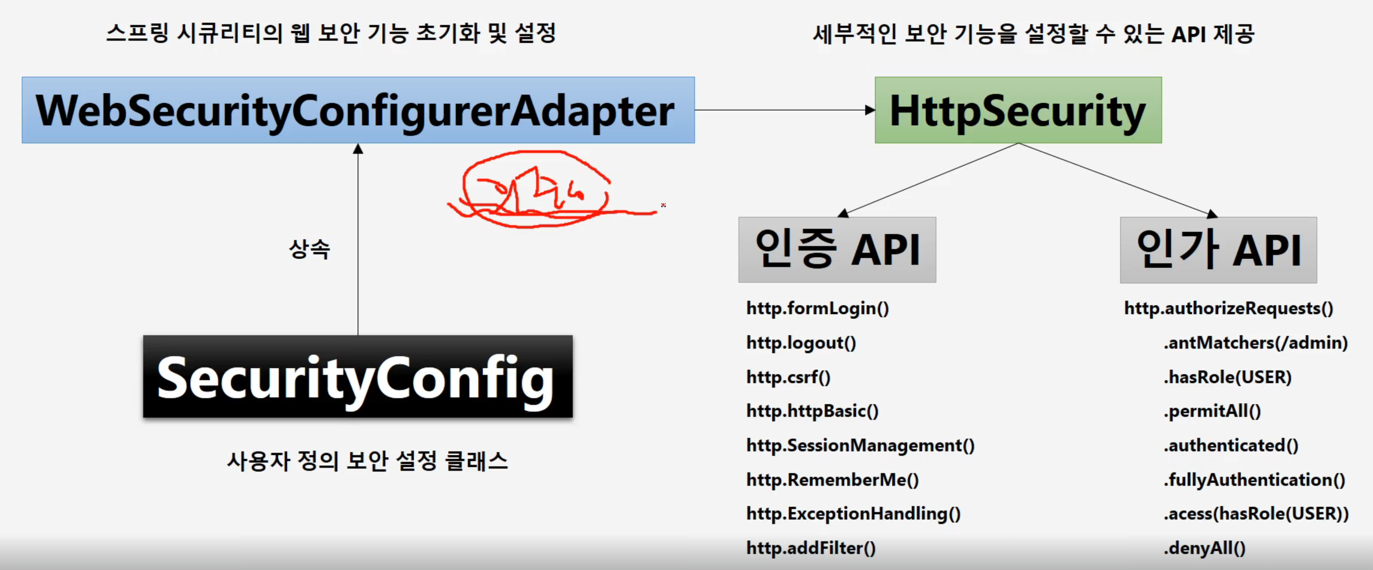 스프링 시큐리티의 웹 보안 기능 초기화 및 설정
세부적인 보안 기능을 설정할 수 있는 API 제공
WebSecurityConfigurerAdapter
HttpSecurity
상속
인증 API
인가 API
SecurityConfig
사용자 정의 보안 설정 클래스
http.formLogin()
http.logout()
http.csrf()
http.httpBasic()
http.SessionManagement()
http.RememberMe()
http.ExceptionHandling()
http.addFilter()
http.authorizeRequests()
.antMatchers(/admin)
.hasRole(USER)
.permitAll()
.authenticated()
.fullyAuthentication()
.acess(hasRole(USER))
.denyAll()